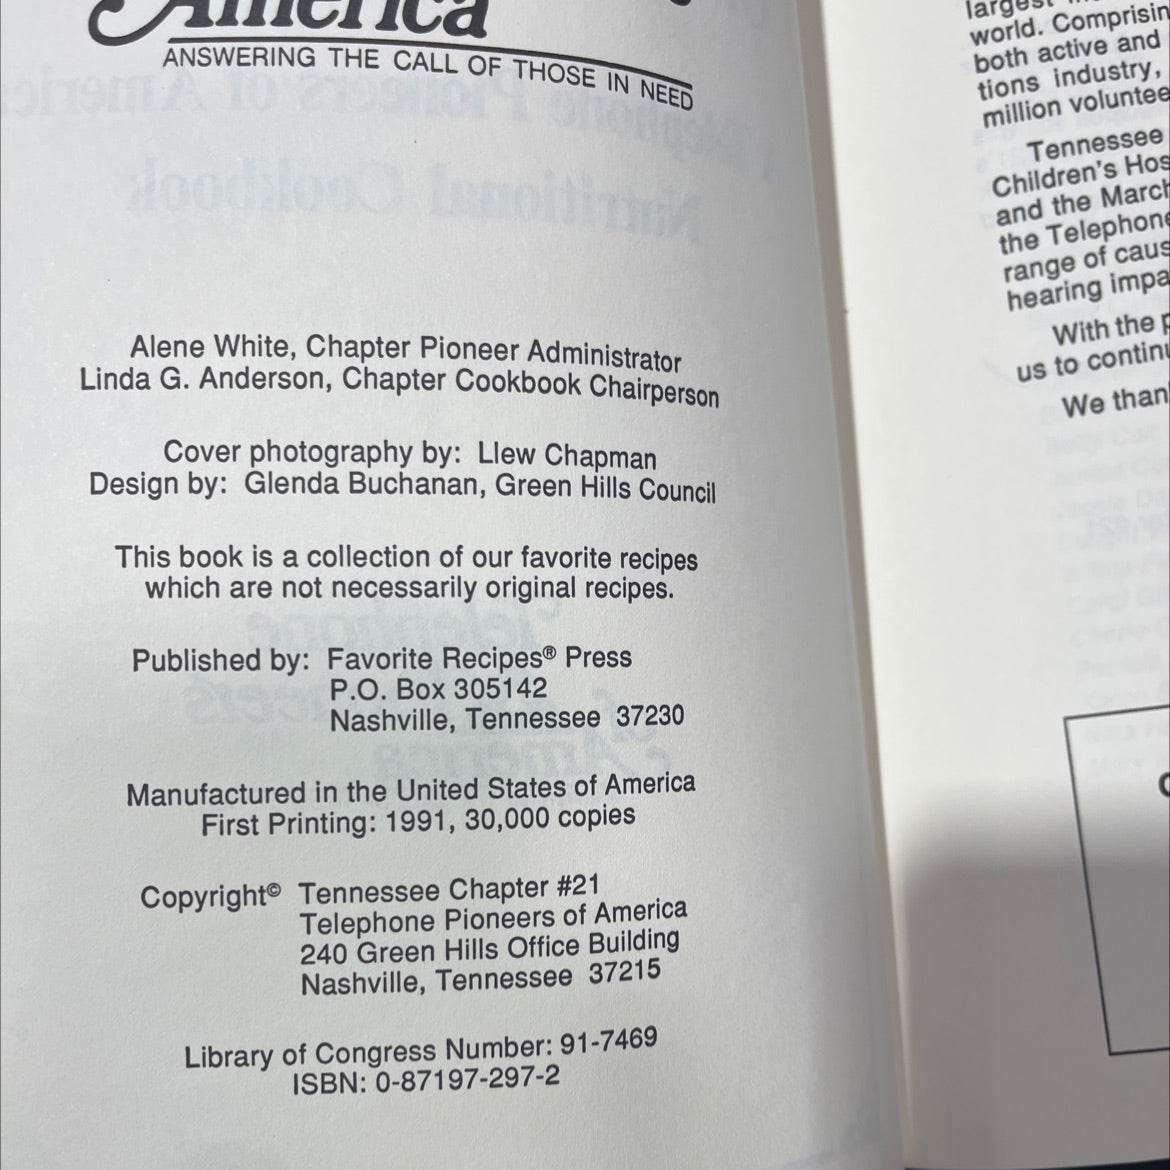 America
ANSWERING THE CALL OF THOSE IN NEED
Alene White, Chapter Pioneer Administrator
Linda G. Anderson, Chapter Cookbook Chairperson
Cover photography by: Llew Chapman
Design by: Glenda Buchanan, Green Hills Council
This book is a collection of our favorite recipes
which are not necessarily original recipes.
Published by: Favorite Recipes® Press
P.O. Box 305142
Nashville, Tennessee 37230
Manufactured in the United States of America
First Printing: 1991, 30,000 copies
Copyright© Tennessee Chapter #21
Telephone Pioneers of America
240 Green Hills Office Building
Nashville, Tennessee 37215
Library of Congress Number: 91-7469
ISBN: 0-87197-297-2
largest
world. Comprisin
both active and
tions industry,
million voluntee
Tennessee
Children's Hos
and the March
the Telephone
range of caus
hearing impa
With the p
us to continu
We than